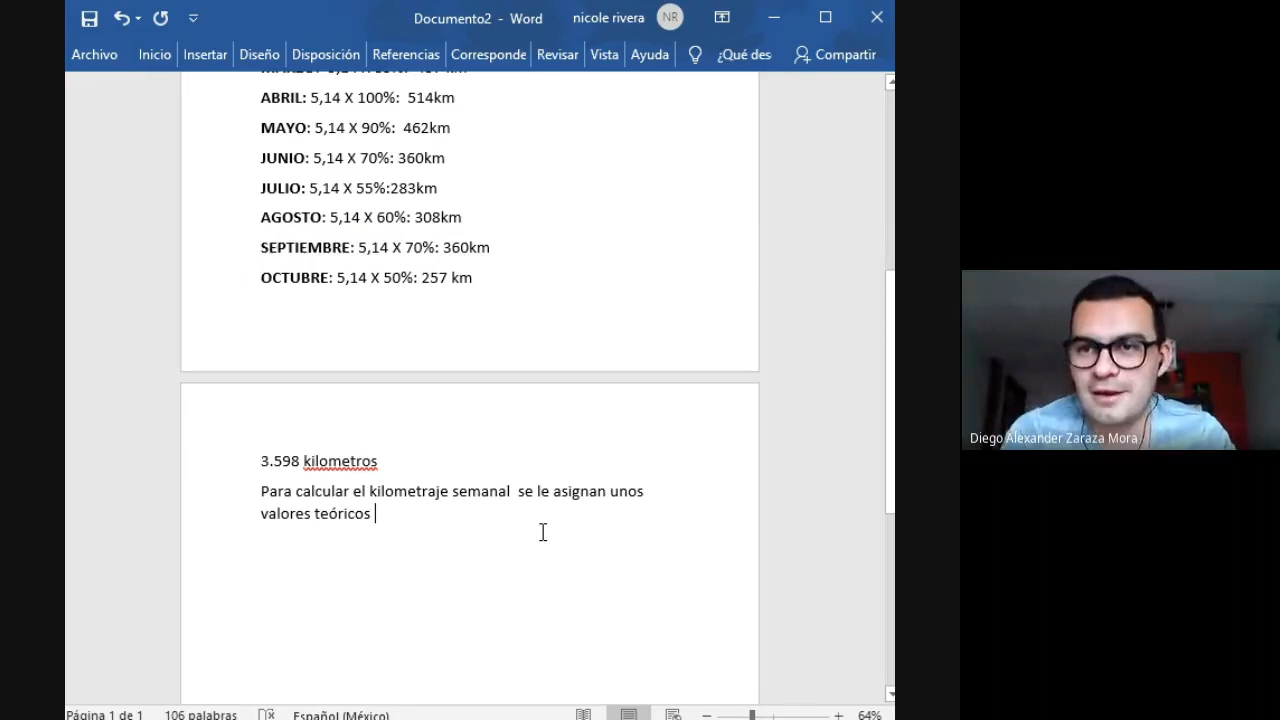 Documento2 - Word
nicole rivera
NR
Archivo
Inicio
Insertar
Diseño
Disposición
Referencias
Corresponde
Revisar
Vista
Ayuda
¿Qué des
Compartir
ABRIL: 5,14 X 100%:  514km
MAYO: 5,14 X 90%:  462km
JUNIO: 5,14 X 70%: 360km
JULIO: 5,14 X 55%:283km
AGOSTO: 5,14 X 60%: 308km
SEPTIEMBRE: 5,14 X 70%: 360km
OCTUBRE: 5,14 X 50%: 257 km
3.598 kilometros
Para calcular el kilometraje semanal  se le asignan unos
valores teóricos
Diego Alexander Zaraza Mora
Página 1 de 1
106 palabras
Español (México)
64%